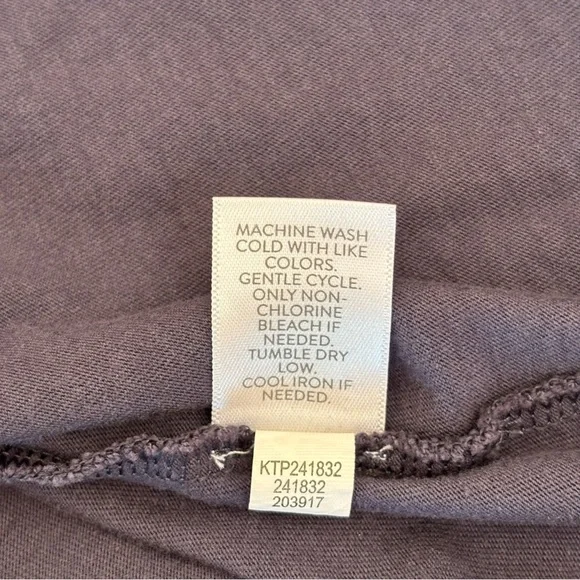 MACHINE WASH
COLD WITH LIKE
COLORS.
GENTLE CYCLE.
ONLY NON-
CHLORINE
BLEACH IF
NEEDED.
TUMBLE DRY
LOW.
COOL IRON IF
NEEDED.
KTP241832
241832
203917